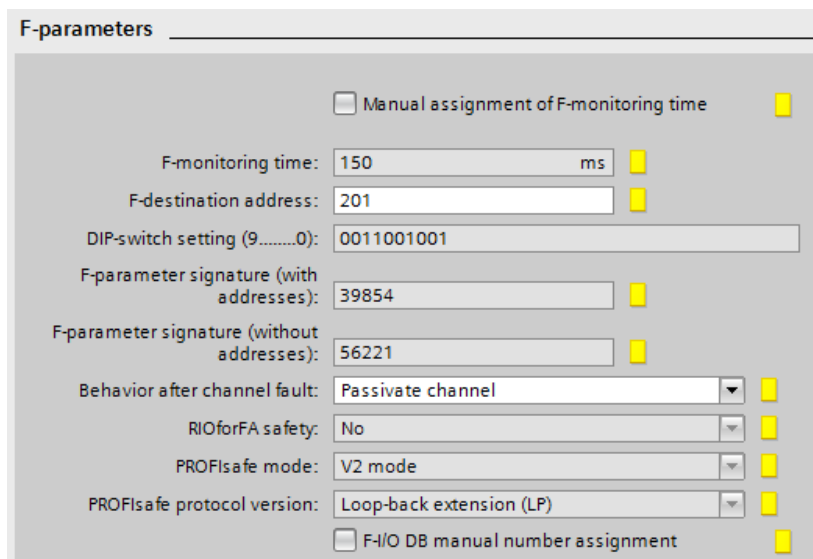 F-parameters
Manual assignment of F-monitoring time
F-monitoring time: 150 ms
F-destination address: 201
DIP-switch setting (9........0): 0011001001
F-parameter signature (with
addresses): 39854
F-parameter signature (without
addresses): 56221
Behavior after channel fault: Passivate channel
RIOforFA safety: No
PROFIsafe mode: V2 mode
PROFIsafe protocol version: Loop-back extension (LP)
F-I/O DB manual number assignment